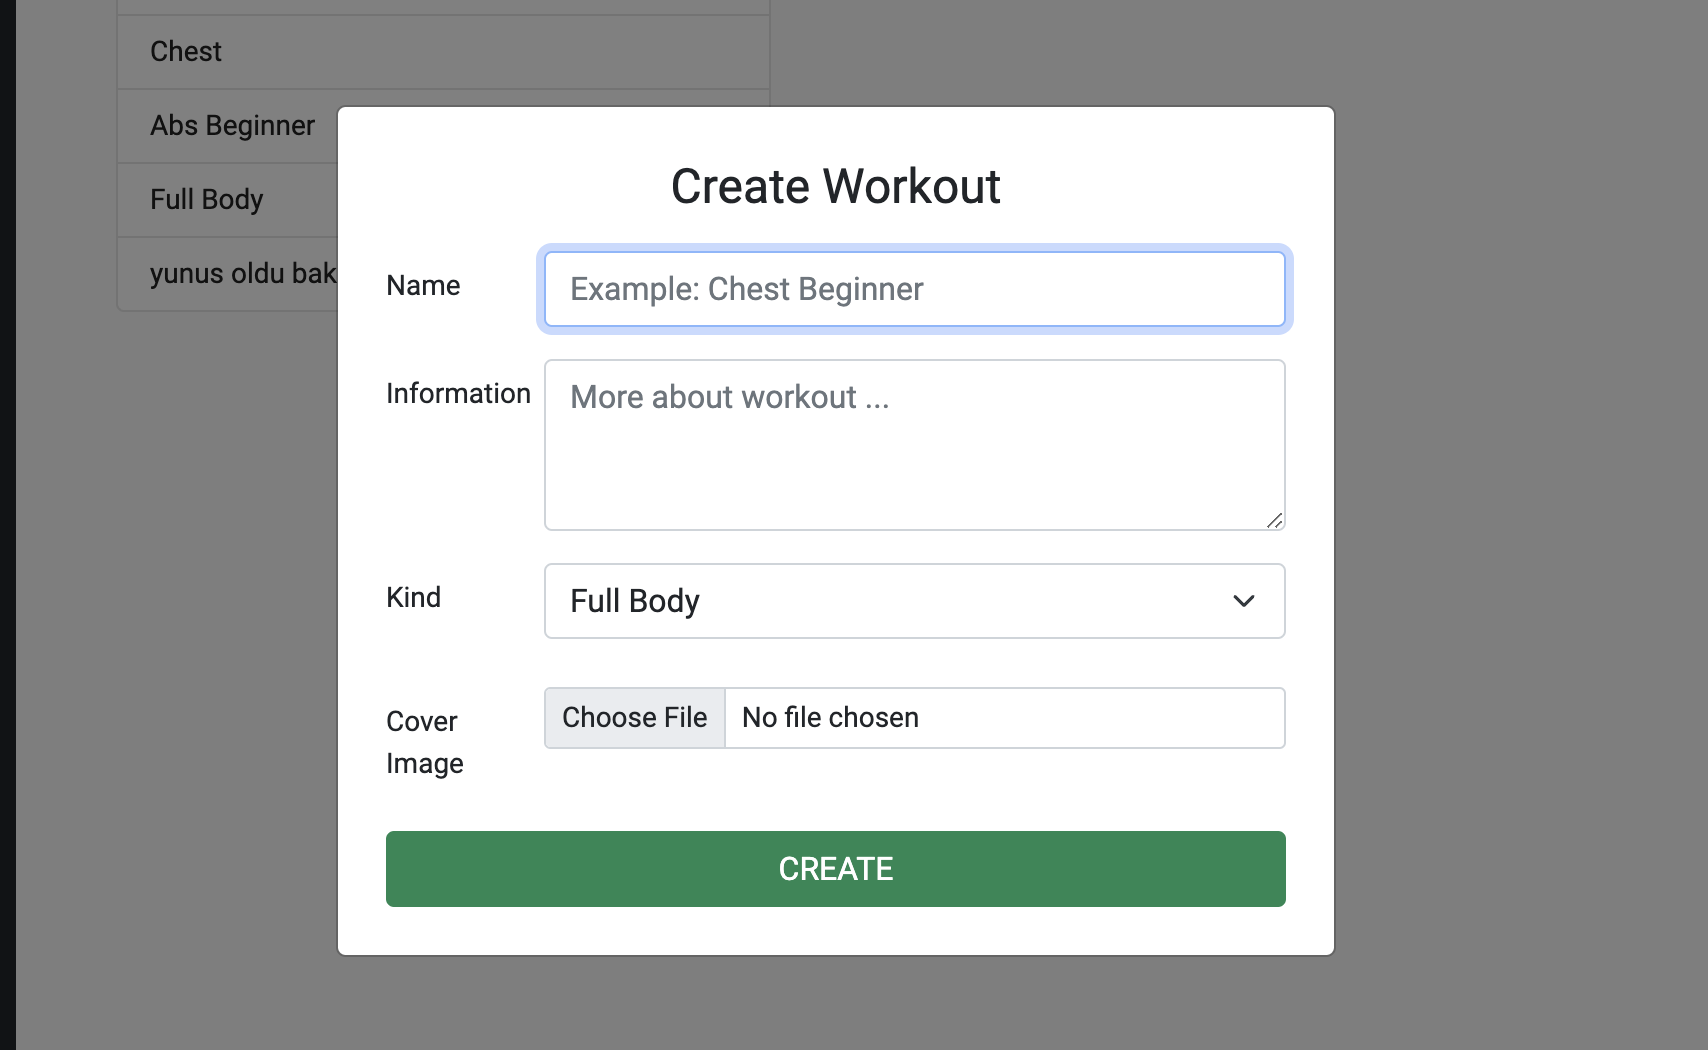 Chest
Abs Beginner
Full Body
yunus oldu bak
Create Workout
Name
Example: Chest Beginner
Information
More about workout ...
Kind
Full Body
Cover
Image
Choose File
No file chosen
CREATE